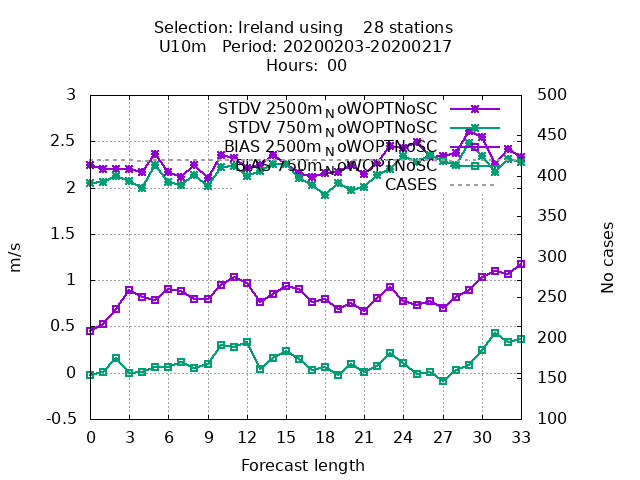 Selection: Ireland using    28 stations
U10m   Period: 20200203-20200217
Hours: 00
STDV 2500m_NoWOPTNoSC
STDV 750m_NoWOPTNoSC
BIAS 2500m_NoWOPTNoSC
BIAS 750m_NoWOPTNoSC
CASES
3
2.5
2
1.5
1
0.5
0
-0.5
m/s
500
450
400
350
300
250
200
150
100
No cases
0 3 6 9 12 15 18 21 24 27 30 33
Forecast length